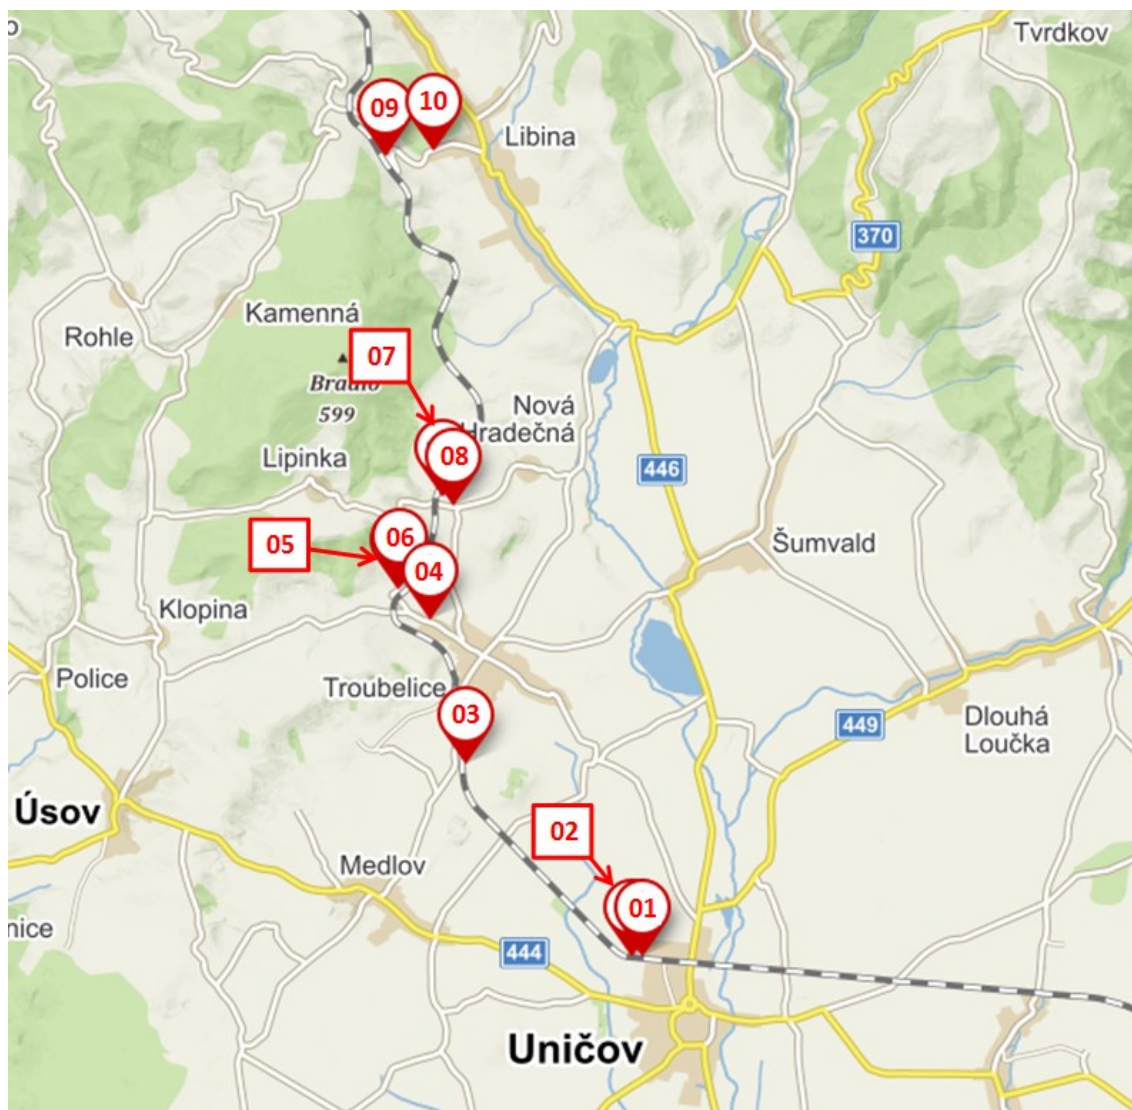 o
Tvrdkov
09
10
Libina
370
Kamenná
Rohle
07
599
Nová
Hradečná
Lipinka
08
446
05
06
Šumvald
04
Klopina
Police
Troubelice
03
449
Dlouhá
Loučka
Úsov
02
Medlov
01
nice
444
Uničov